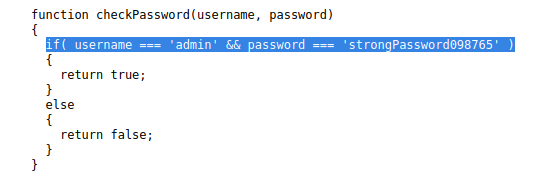 function checkPassword(username, password)
{
if( username === 'admin' && password === 'strongPassword098765' )
{
return true;
}
else
{
return false;
}
}